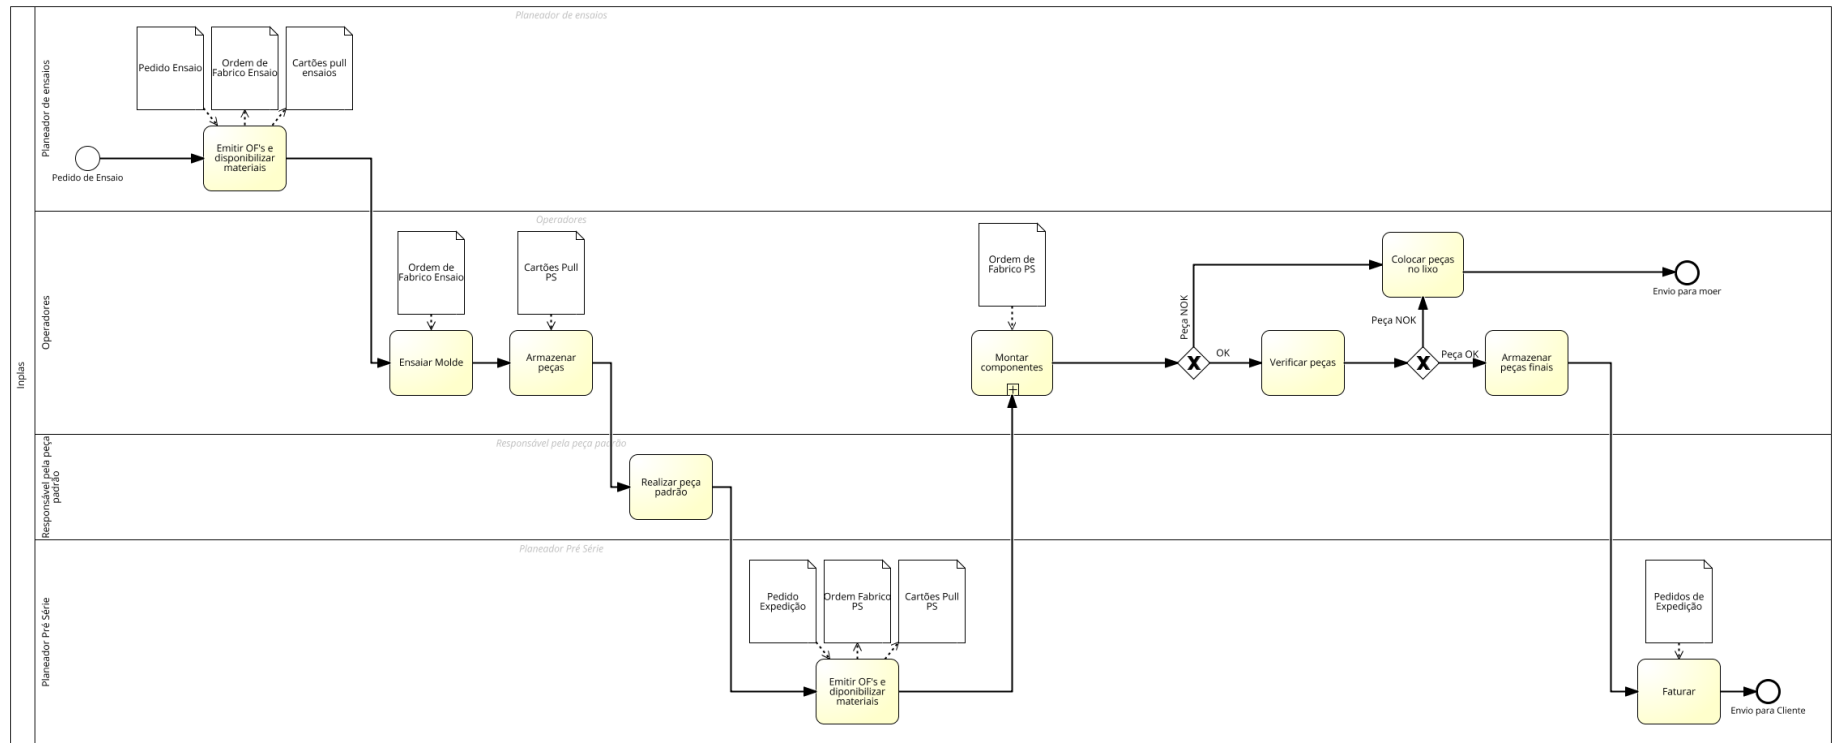 Inplas
Planeador de ensaios
Planeador de ensaios
Pedido Ensaio
Ordem de
Fabrico Ensaio
Cartões pull
ensaios
Pedido de Ensaio
Emitir OF's e
disponibilizar
materiais
Operadores
Operadores
Ordem de
Fabrico Ensaio
Cartões Pull
PS
Ensaiar Molde
Armazenar
peças
Ordem de
Fabrico PS
Montar
componentes
Peça NOK
OK
Verificar peças
Colocar peças
no lixo
Peça NOK
Peça OK
Armazenar
peças finais
Envio para moer
Responsável pela peça
padrão
Responsável pela peça padrão
Realizar peça
padrão
Planeador Pré Série
Planeador Pré Série
Pedido
Expedição
Ordem Fabrico
PS
Cartões Pull
PS
Emitir OF's e
diponibilizar
materiais
Pedidos de
Expedição
Faturar
Envio para Cliente